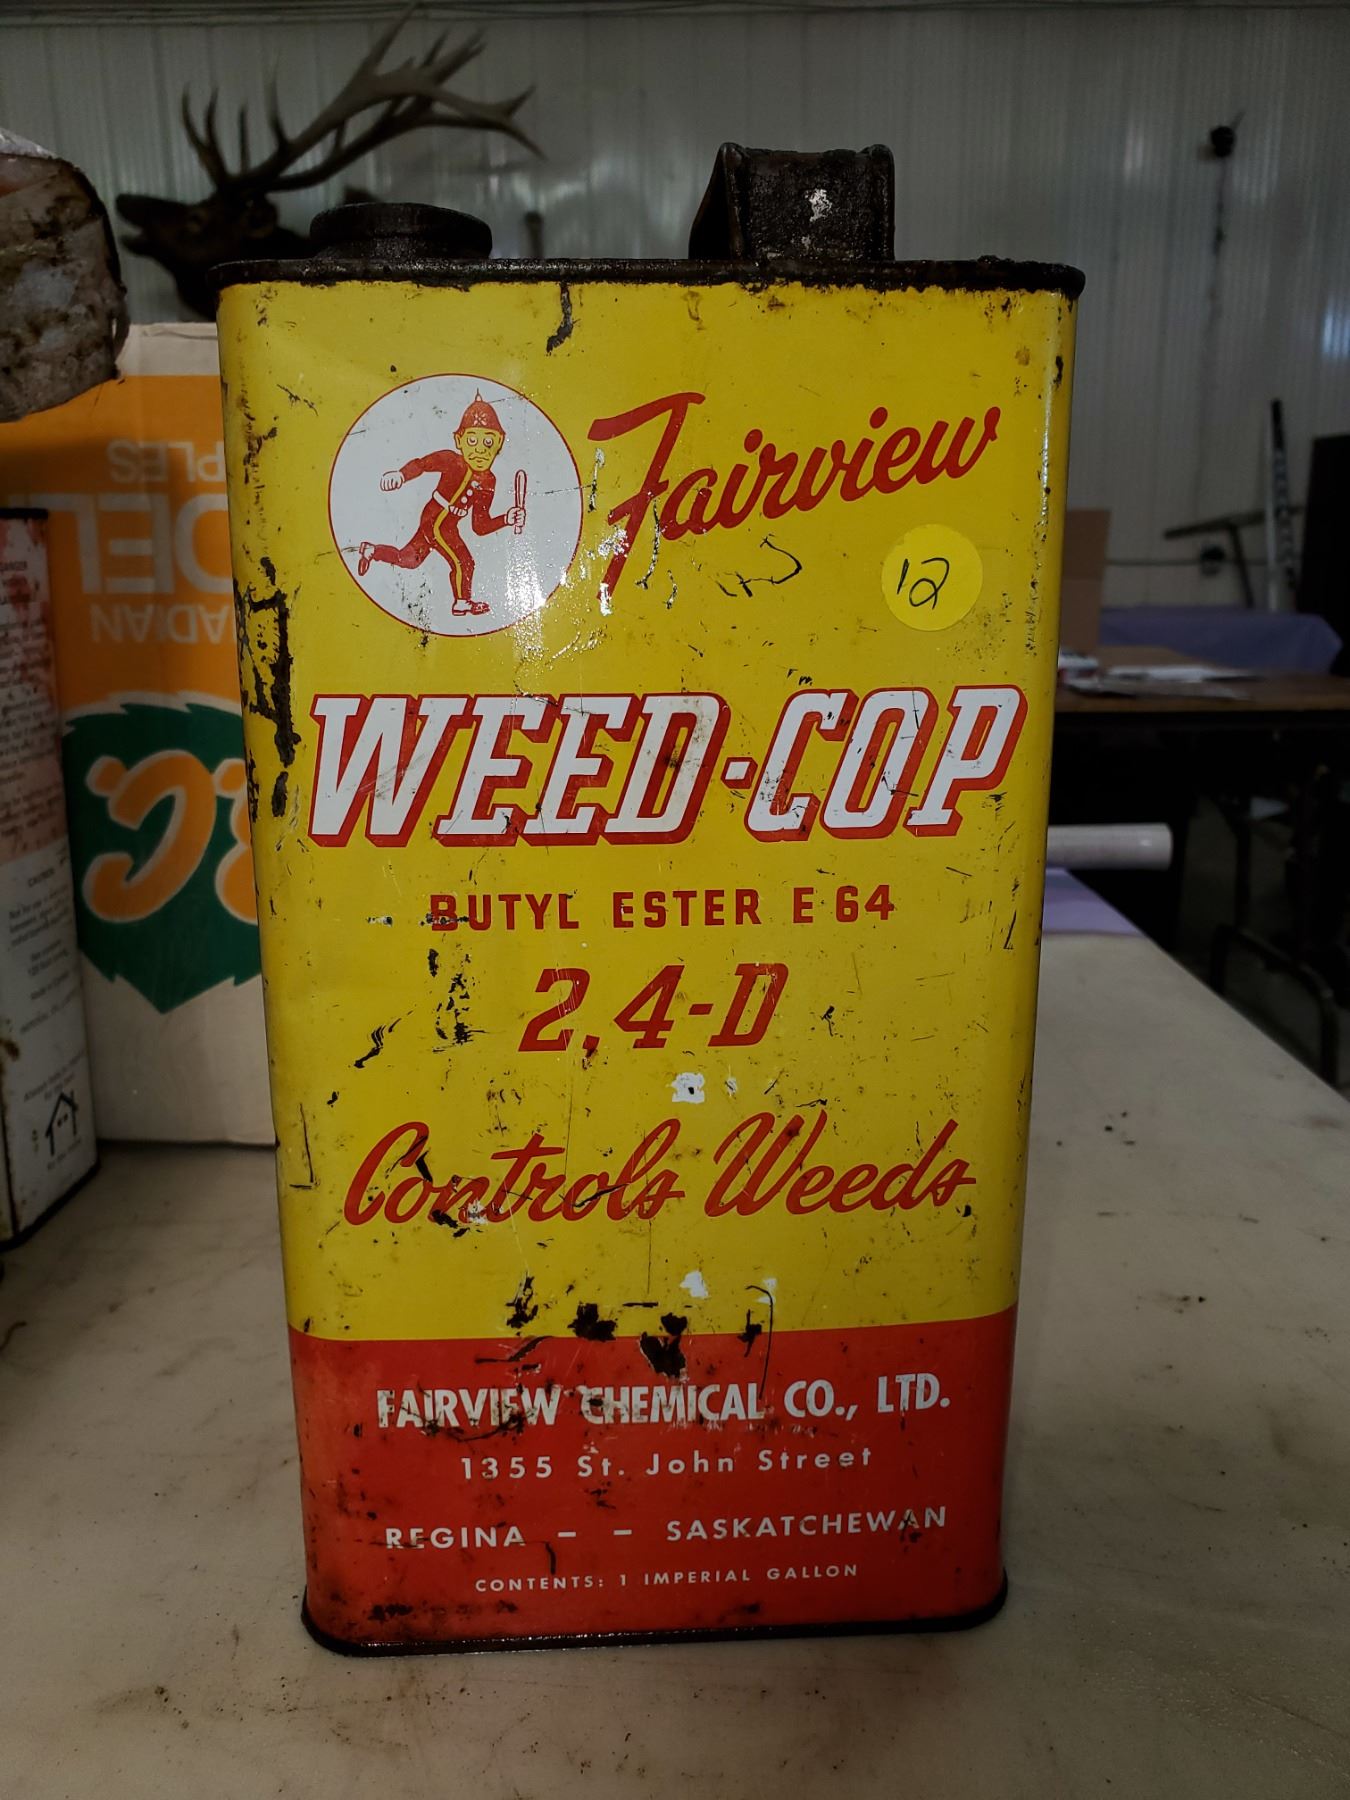 Fairview
12
WEED·COP
BUTYL ESTER E 64
2,4-D
Controls Weeds
FAIRVIEW CHEMICAL CO., LTD.
1355 St. John Street
REGINA – – SASKATCHEWAN
CONTENTS: 1 IMPERIAL GALLON
B.C.